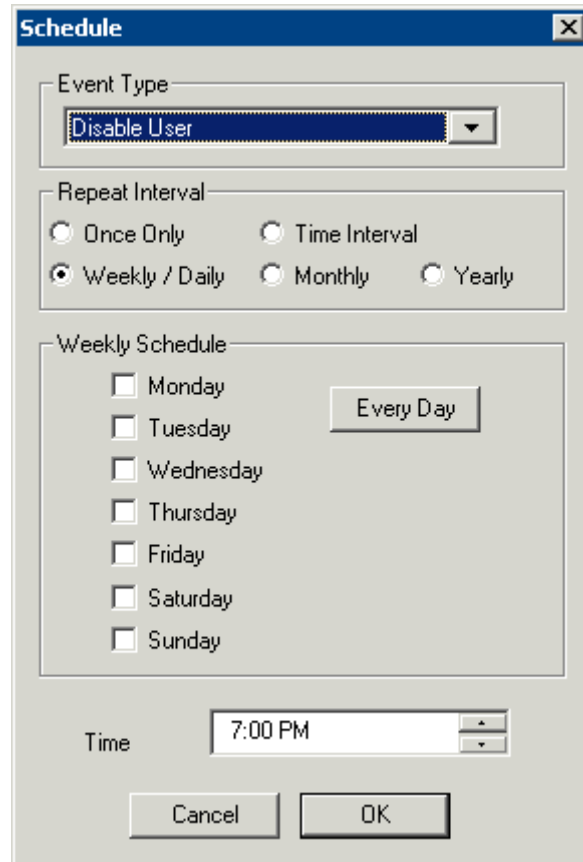 Schedule
Event Type
Disable User
Repeat Interval
Once Only
Time Interval
Weekly / Daily
Monthly
Yearly
Weekly Schedule
Monday
Every Day
Tuesday
Wednesday
Thursday
Friday
Saturday
Sunday
Time
7:00 PM
Cancel
OK